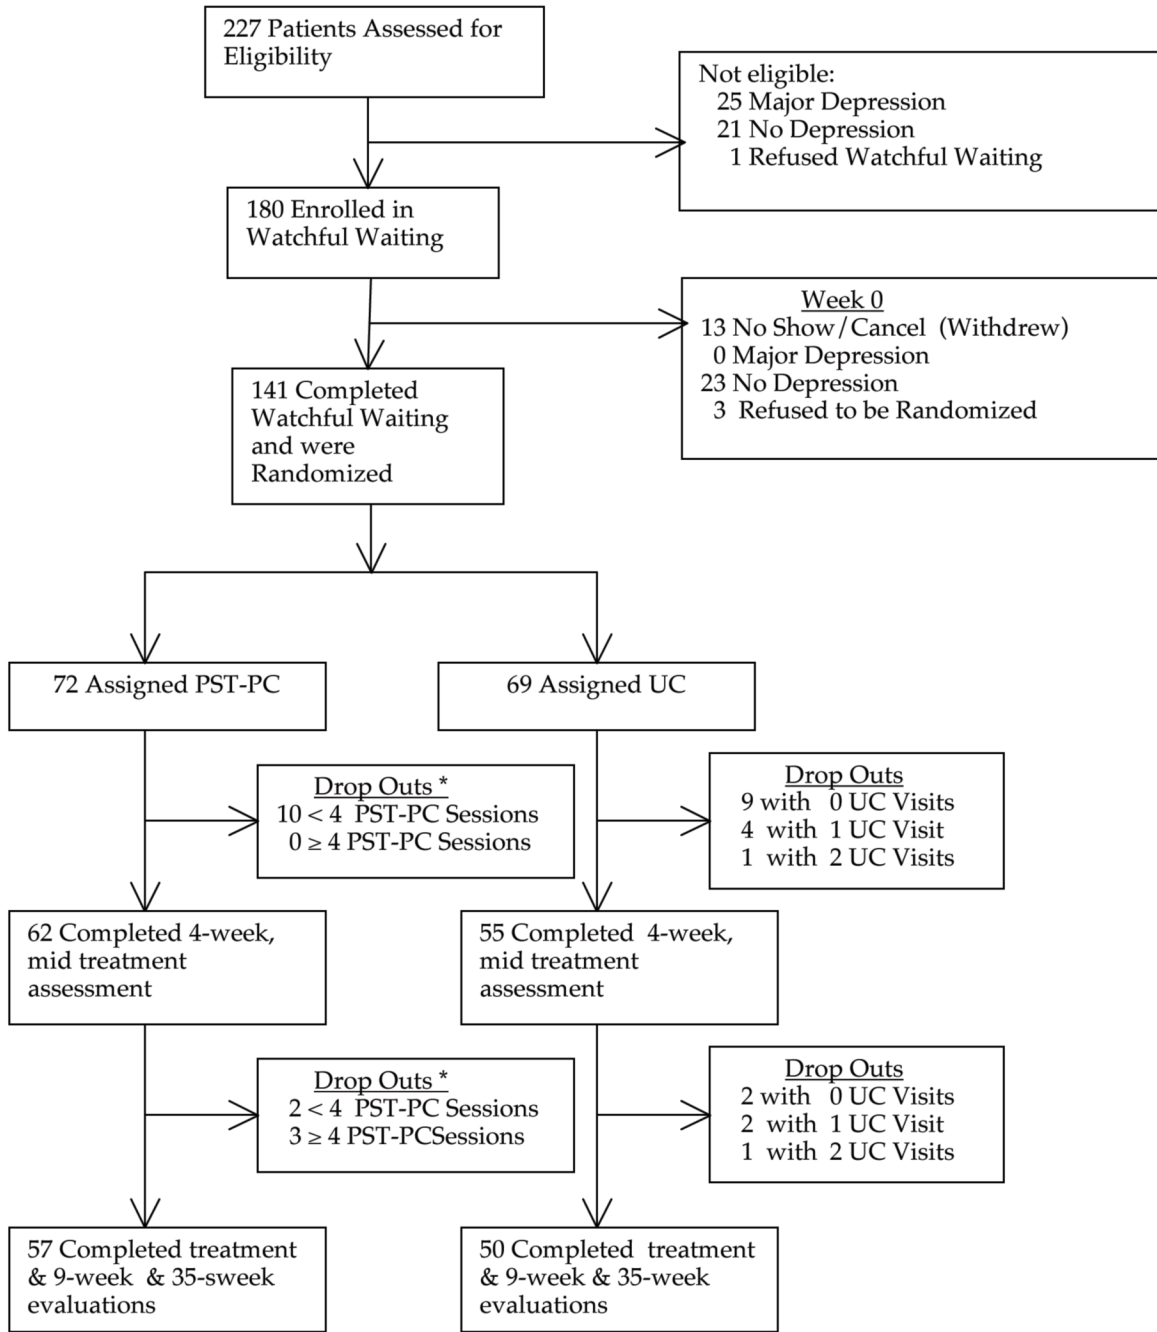 227 Patients Assessed for
Eligibility
Not eligible:
25 Major Depression
21 No Depression
1 Refused Watchful Waiting
180 Enrolled in
Watchful Waiting
Week 0
13 No Show/Cancel (Withdrew)
0 Major Depression
23 No Depression
3 Refused to be Randomized
141 Completed
Watchful Waiting
and were
Randomized
72 Assigned PST-PC
69 Assigned UC
Drop Outs *
10 < 4 PST-PC Sessions
0 ≥ 4 PST-PC Sessions
Drop Outs
9 with 0 UC Visits
4 with 1 UC Visit
1 with 2 UC Visits
62 Completed 4-week,
mid treatment
assessment
55 Completed 4-week,
mid treatment
assessment
Drop Outs *
2 < 4 PST-PC Sessions
3 ≥ 4 PST-PCSessions
Drop Outs
2 with 0 UC Visits
2 with 1 UC Visit
1 with 2 UC Visits
57 Completed treatment
& 9-week & 35-sweek
evaluations
50 Completed treatment
& 9-week & 35-week
evaluations